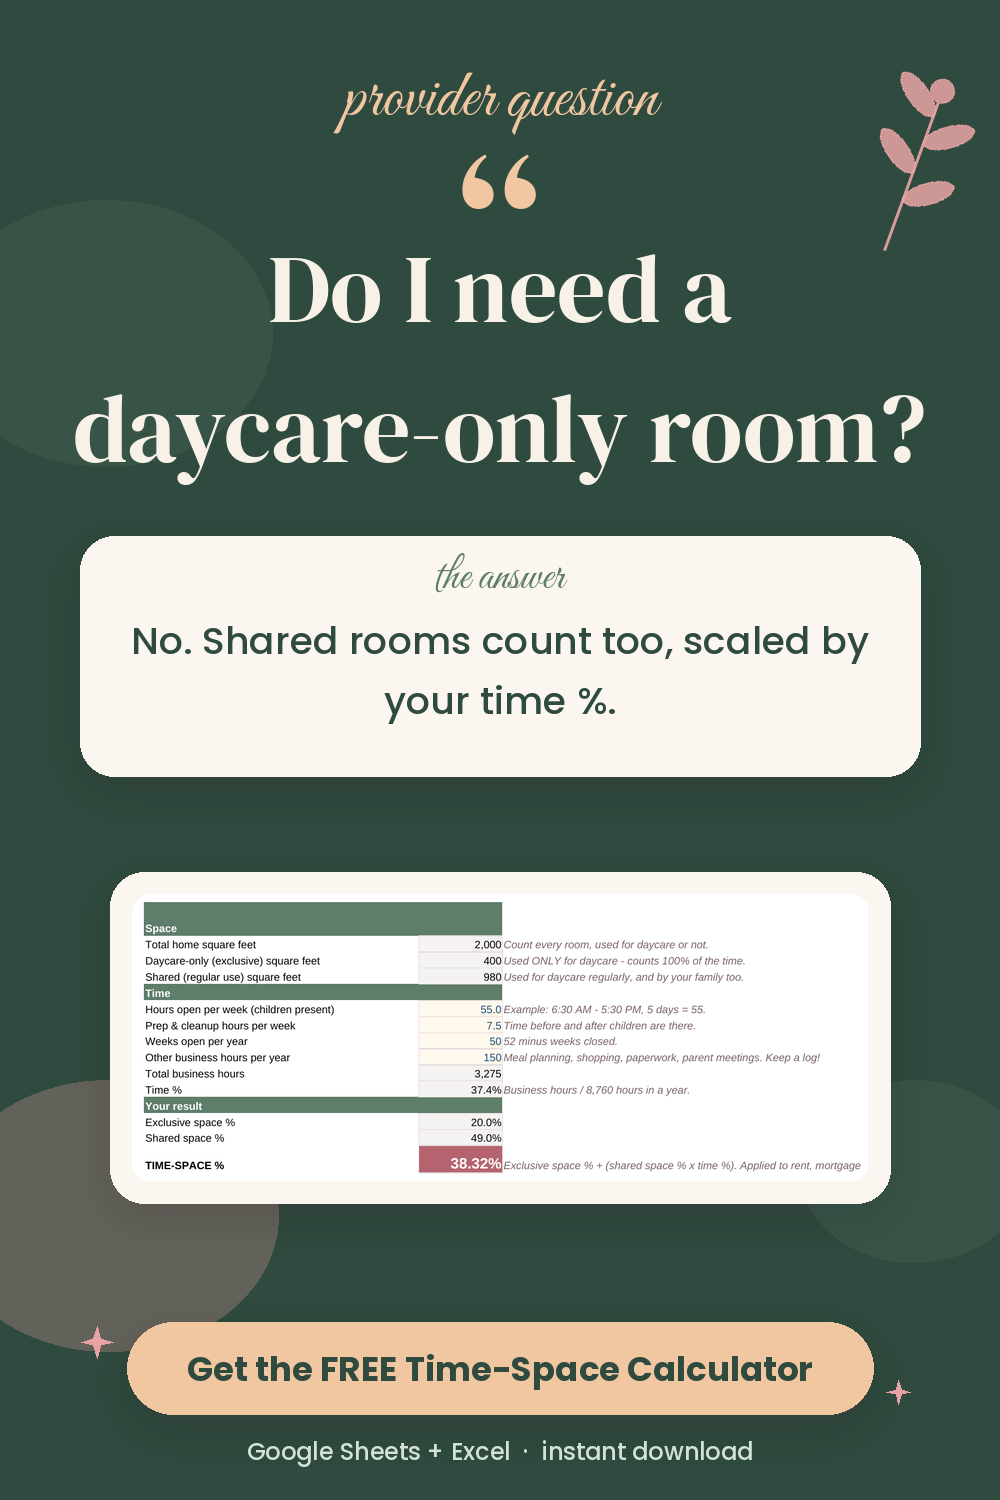 provider question
“
Do I need a
daycare-only room?
the answer
No. Shared rooms count too, scaled by
your time %.
Space
Total home square feet 2,000 Count every room, used for daycare or not.
Daycare-only (exclusive) square feet 400 Used ONLY for daycare - counts 100% of the time.
Shared (regular use) square feet 980 Used for daycare regularly, and by your family too.
Time
Hours open per week (children present) 55.0 Example: 6:30 AM - 5:30 PM, 5 days = 55.
Prep & cleanup hours per week 7.5 Time before and after children are there.
Weeks open per year 50 52 minus weeks closed.
Other business hours per year 150 Meal planning, shopping, paperwork, parent meetings. Keep a log!
Total business hours 3,275
Time % 37.4% Business hours / 8,760 hours in a year.
Your result
Exclusive space % 20.0%
Shared space % 49.0%
TIME-SPACE % 38.32% Exclusive space % + (shared space % x time %). Applied to rent, mortgage
Get the FREE Time-Space Calculator
Google Sheets + Excel · instant download